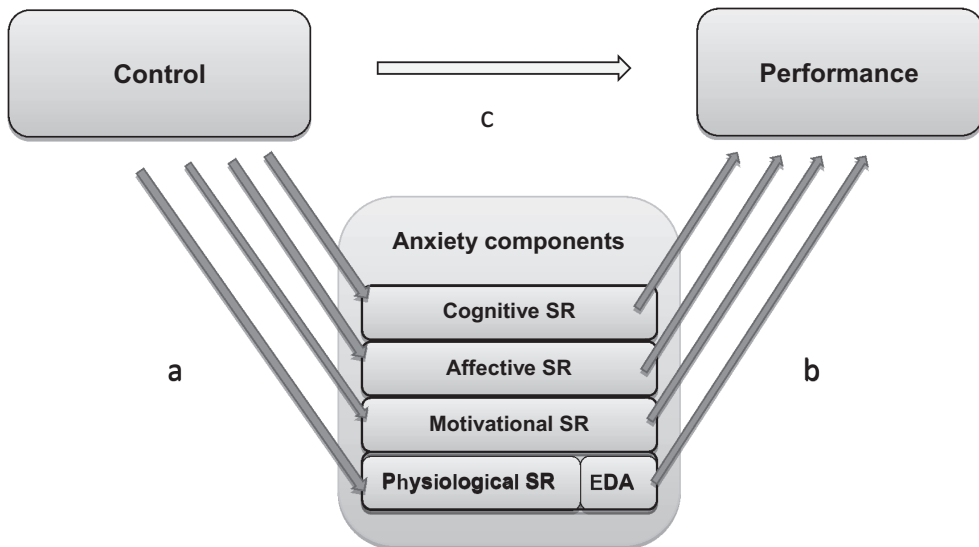 Control
Performance
c
Anxiety components
Cognitive SR
a
Affective SR
b
Motivational SR
Physiological SR
EDA